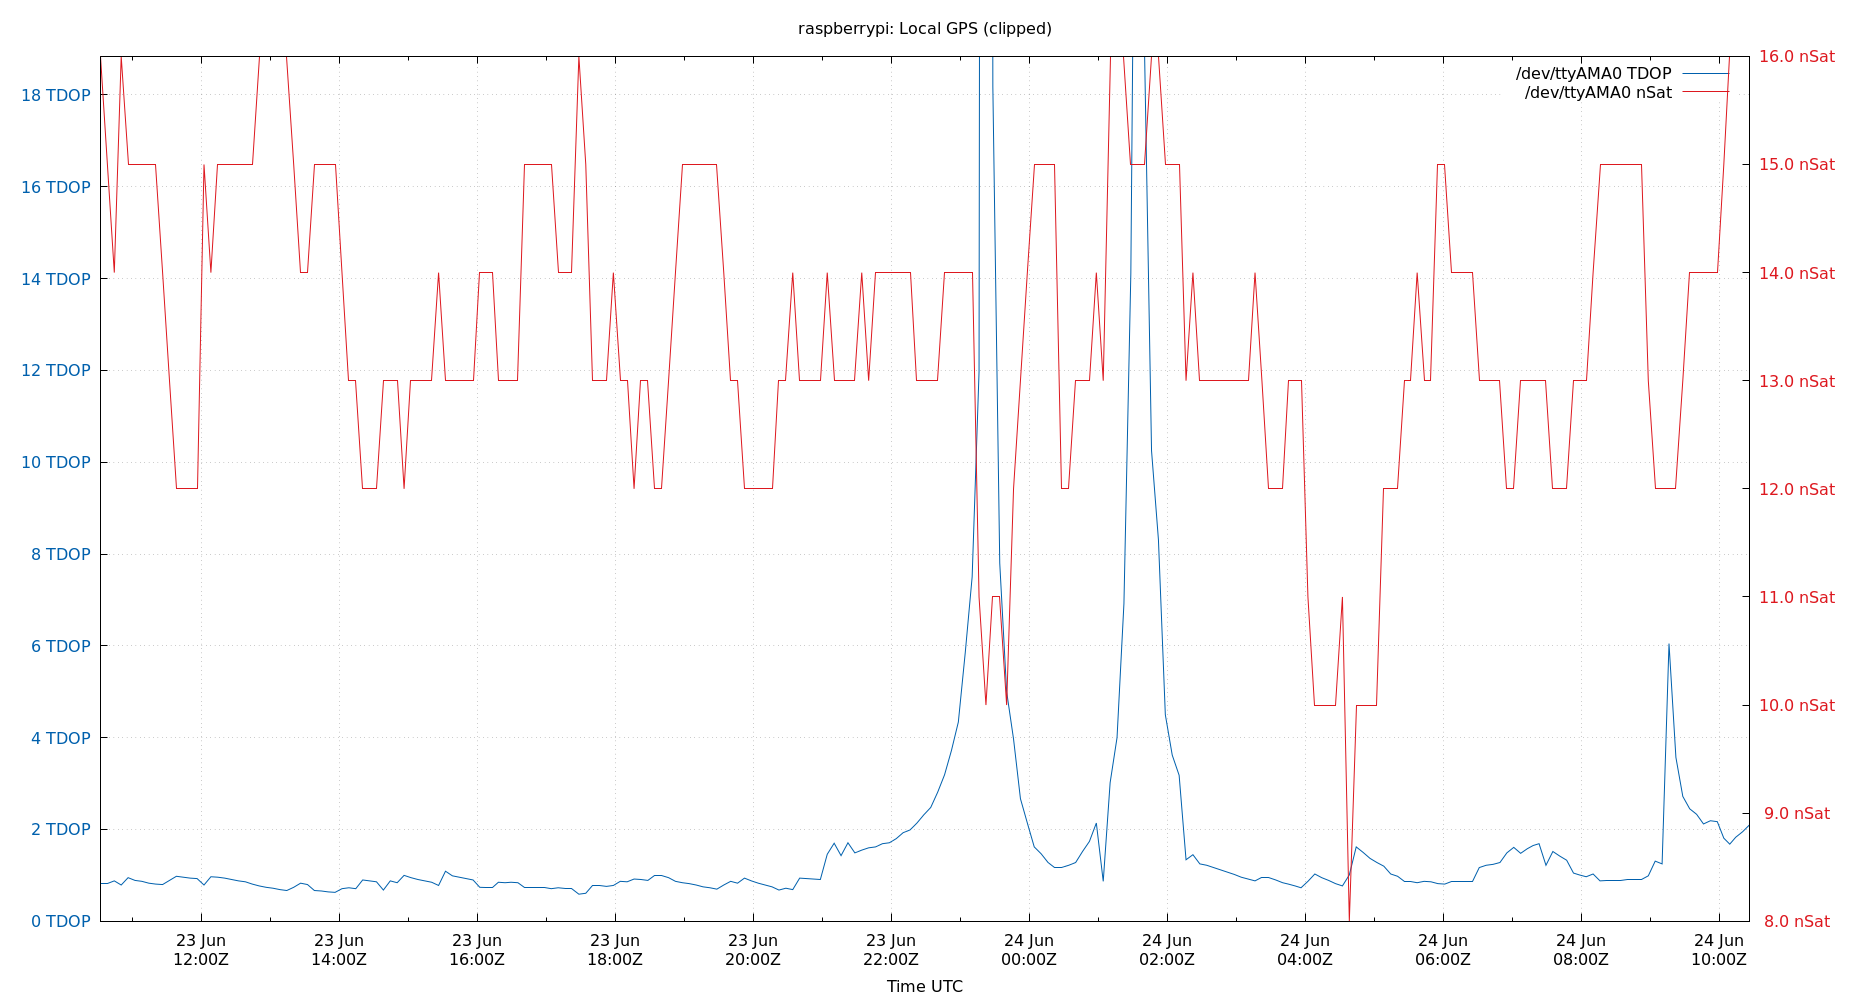 raspberrypi: Local GPS (clipped)
/dev/ttyAMA0 TDOP
/dev/ttyAMA0 nSat
18 TDOP
16 TDOP
14 TDOP
12 TDOP
10 TDOP
8 TDOP
6 TDOP
4 TDOP
2 TDOP
0 TDOP
16.0 nSat
15.0 nSat
14.0 nSat
13.0 nSat
12.0 nSat
11.0 nSat
10.0 nSat
9.0 nSat
8.0 nSat
23 Jun
12:00Z
23 Jun
14:00Z
23 Jun
16:00Z
23 Jun
18:00Z
23 Jun
20:00Z
23 Jun
22:00Z
24 Jun
00:00Z
24 Jun
02:00Z
24 Jun
04:00Z
24 Jun
06:00Z
24 Jun
08:00Z
24 Jun
10:00Z
Time UTC